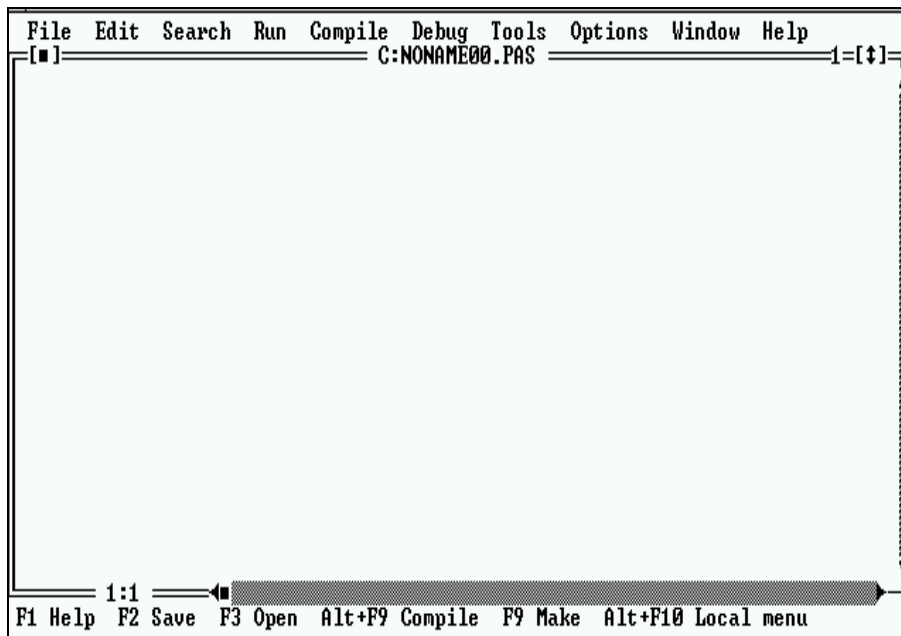 File Edit Search Run Compile Debug Tools Options Window Help
[■] C:NONAME00.PAS 1=[↕]
1:1
F1 Help F2 Save F3 Open Alt+F9 Compile F9 Make Alt+F10 Local menu